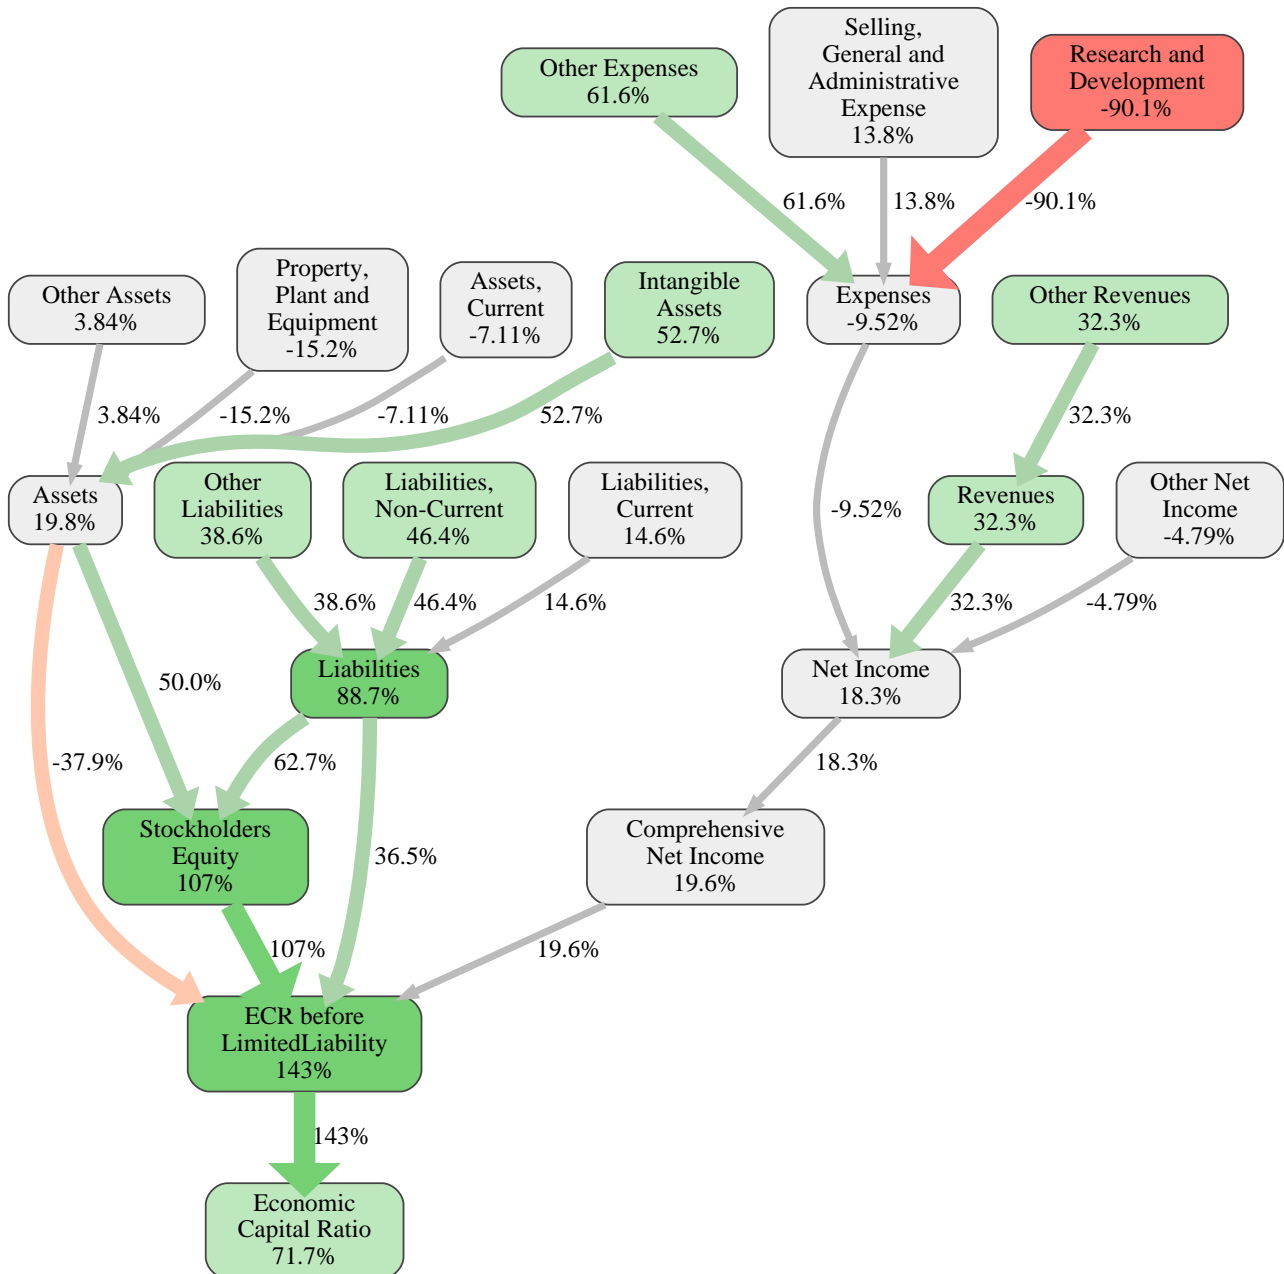 Selling,
General and
Administrative
Expense
13.8%
Other Expenses
61.6%
Research and
Development
-90.1%
61.6%
13.8%
-90.1%
Other Assets
3.84%
Property,
Plant and
Equipment
-15.2%
Assets,
Current
-7.11%
Intangible
Assets
52.7%
Expenses
-9.52%
Other Revenues
32.3%
3.84%
-15.2%
-7.11%
52.7%
32.3%
Assets
19.8%
Other
Liabilities
38.6%
Liabilities,
Non-Current
46.4%
Liabilities,
Current
14.6%
-9.52%
Revenues
32.3%
Other Net
Income
-4.79%
38.6%
46.4%
14.6%
32.3%
-4.79%
Liabilities
88.7%
Net Income
18.3%
50.0%
-37.9%
62.7%
18.3%
Stockholders
Equity
107%
36.5%
Comprehensive
Net Income
19.6%
107%
19.6%
ECR before
LimitedLiability
143%
143%
Economic
Capital Ratio
71.7%